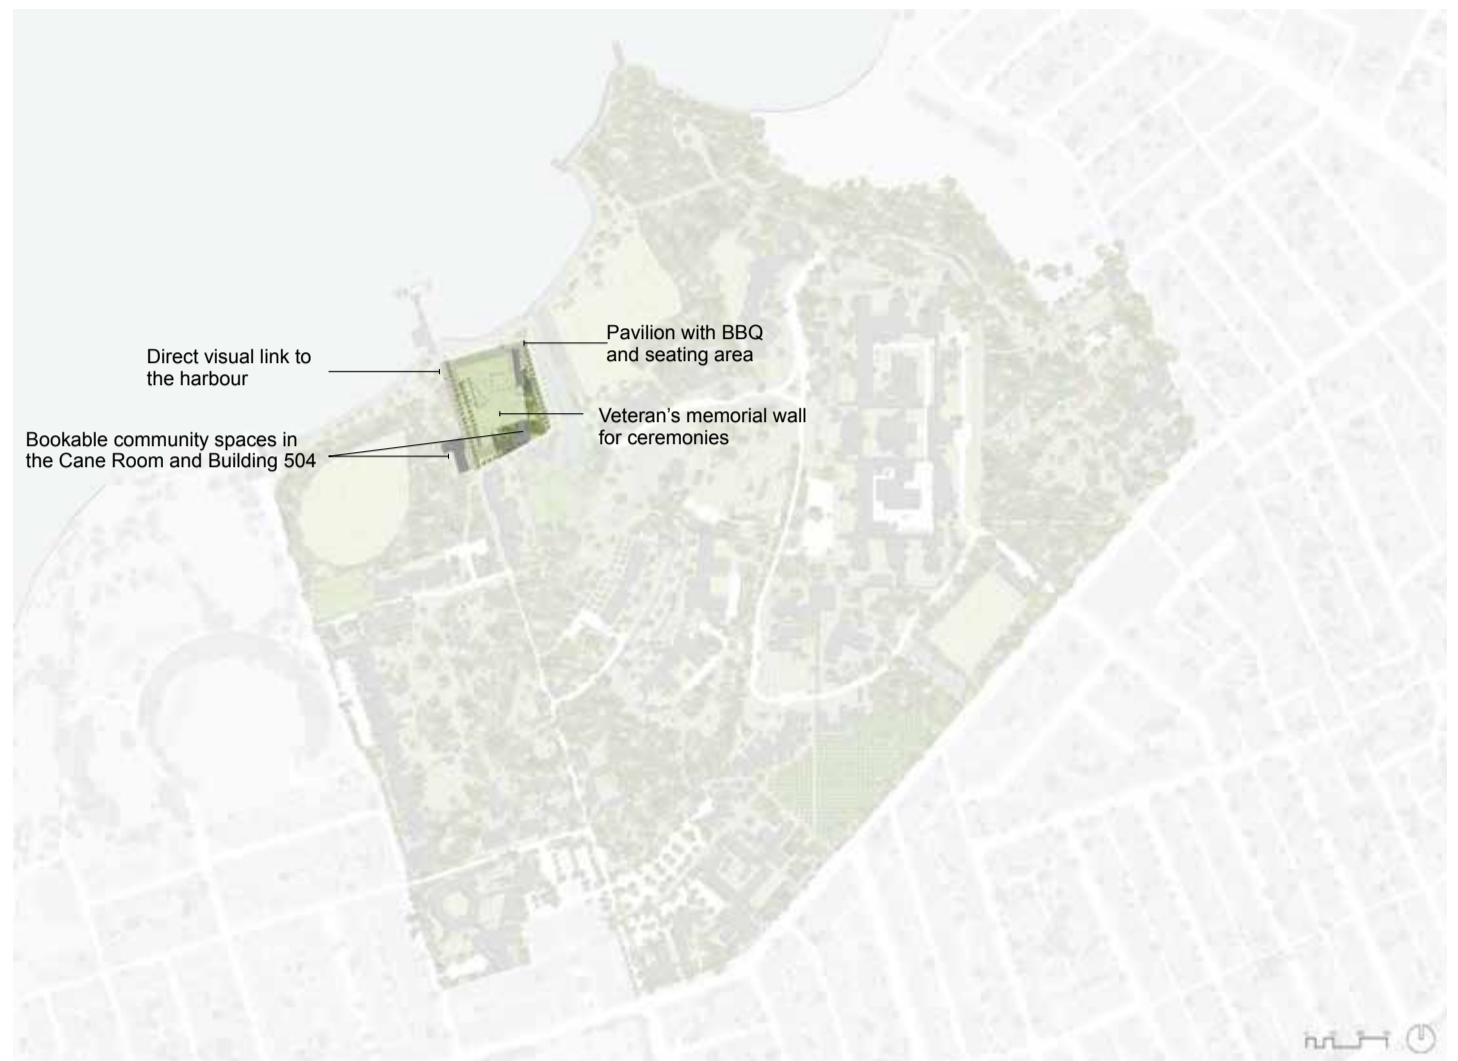 Pavilion with BBQ
and seating area
Direct visual link to
the harbour
Veteran's memorial wall
for ceremonies
Bookable community spaces in
the Cane Room and Building 504